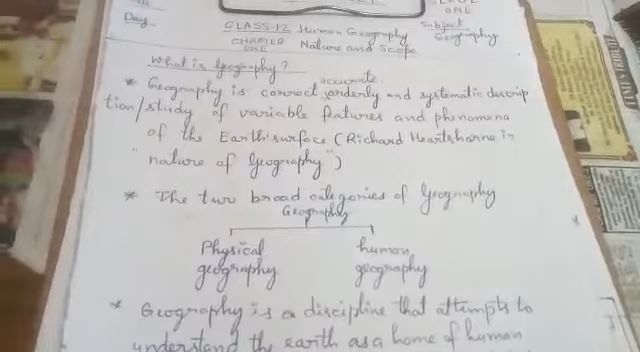 Day
CLASS-12 Human Geography Subject
ONE
CHAPTER Nature and Scope Geography
ONE
What is Geography?
accurate
* Geography is correct, orderly and systematic descrip
tion/study of variable features and phenomena
of the Earth's surface (Richard Heartshorne in
"nature of Geography")
* The two broad categories of Geography
Geography
Physical human
geography geography
* Geography is a discipline that attempts to
understand the earth as a home of human